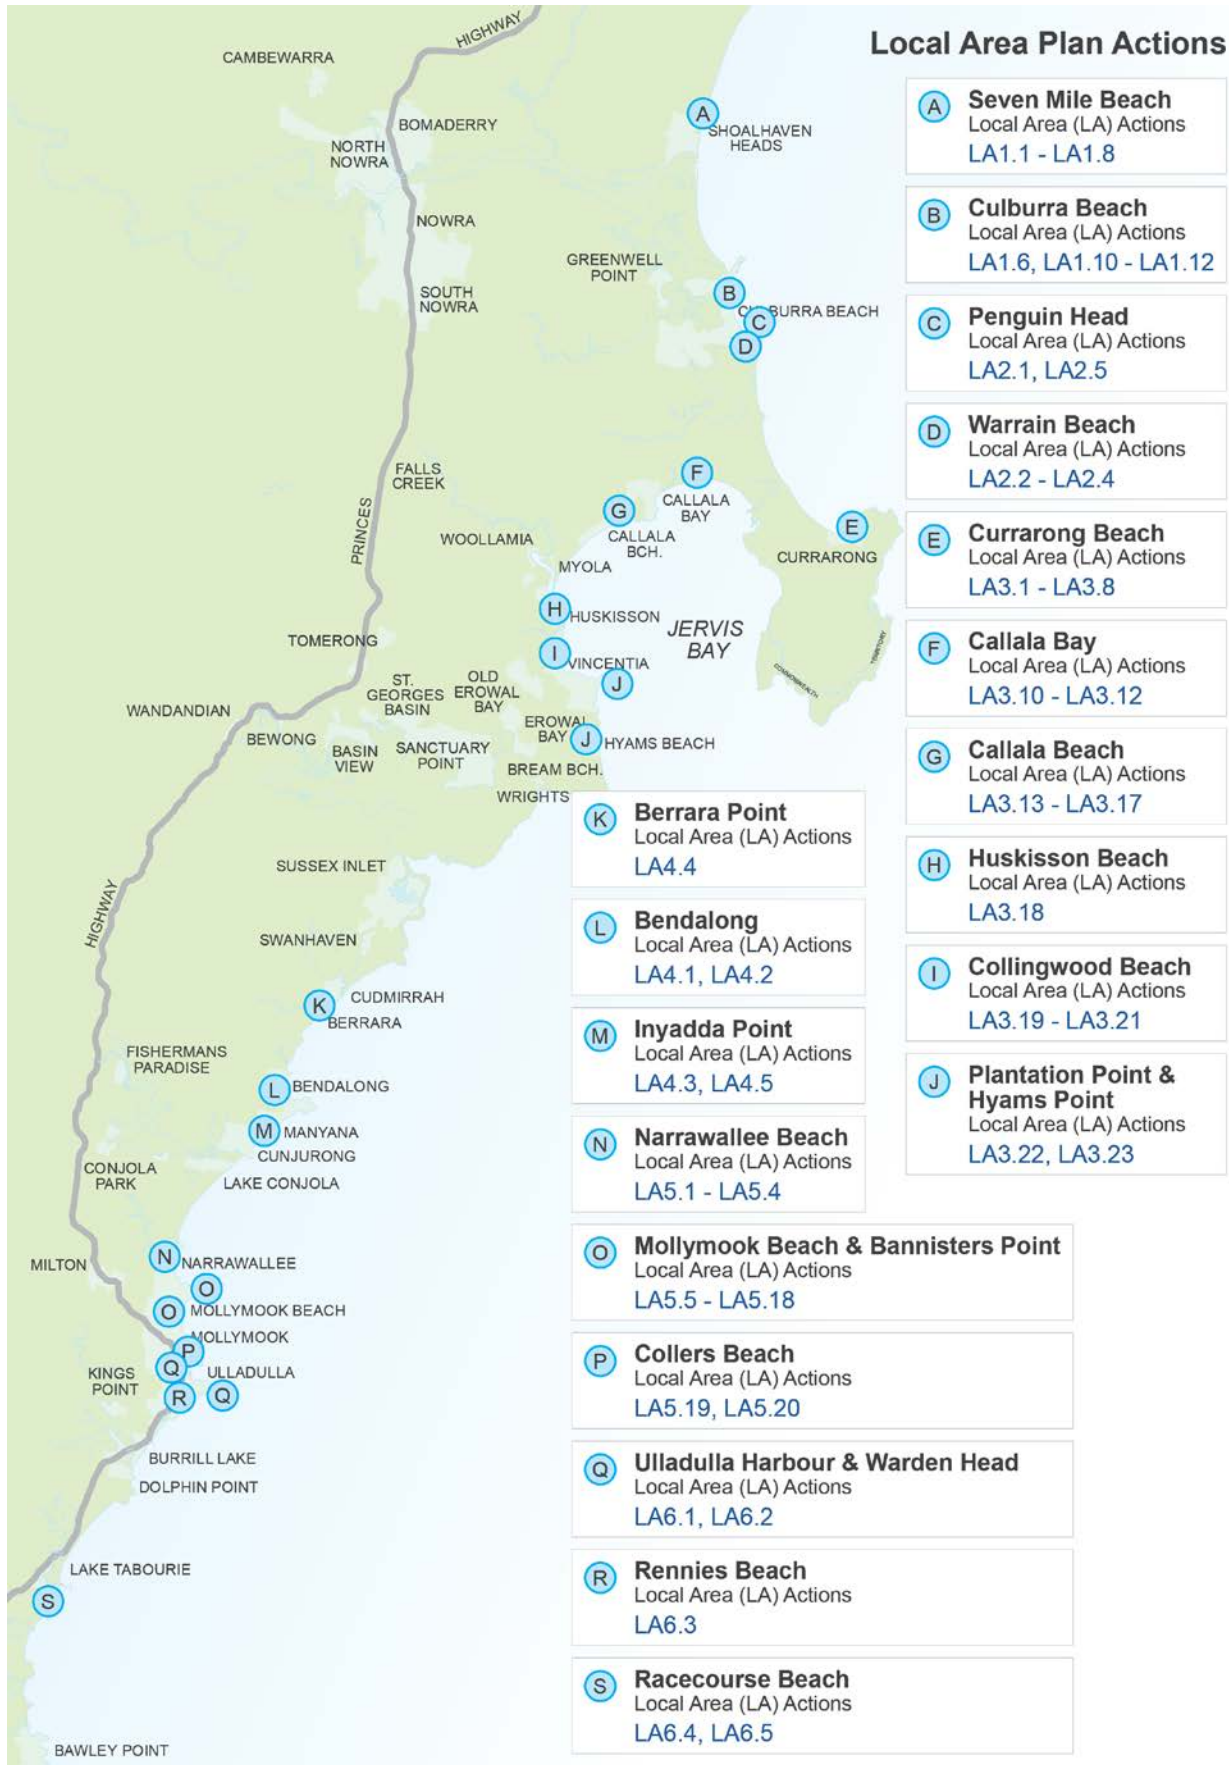 Local Area Plan Actions
HIGHWAY
CAMBEWARRA
BOMADERRY
NORTH
NOWRA
A
SHOALHAVEN
HEADS
NOWRA
GREENWELL
POINT
SOUTH
NOWRA
B
CULBURRA BEACH
C
D
FALLS
CREEK
F
CALLALA
BAY
G
CALLALA
BCH.
E
CURRARONG
PRINCES
WOOLLAMIA
MYOLA
H
HUSKISSON
JERVIS
BAY
TERRITORY
COMMONWEALTH
TOMERONG
I
VINCENTIA
J
ST.
GEORGES
BASIN
OLD
EROWAL
BAY
WANDANDIAN
BEWONG
BASIN
VIEW
SANCTUARY
POINT
EROWAL
BAY
J
HYAMS BEACH
BREAM BCH.
WRIGHTS
SUSSEX INLET
HIGHWAY
SWANHAVEN
K
CUDMIRRAH
BERRARA
FISHERMANS
PARADISE
L
BENDALONG
M
MANYANA
CUNJURONG
CONJOLA
PARK
LAKE CONJOLA
N
NARRAWALLEE
MILTON
O
O
MOLLYMOOK BEACH
MOLLYMOOK
P
Q
KINGS
POINT
ULLADULLA
R
Q
BURRILL LAKE
DOLPHIN POINT
LAKE TABOURIE
S
BAWLEY POINT
A
Seven Mile Beach
Local Area (LA) Actions
LA1.1 - LA1.8
B
Culburra Beach
Local Area (LA) Actions
LA1.6, LA1.10 - LA1.12
C
Penguin Head
Local Area (LA) Actions
LA2.1, LA2.5
D
Warrain Beach
Local Area (LA) Actions
LA2.2 - LA2.4
E
Currarong Beach
Local Area (LA) Actions
LA3.1 - LA3.8
F
Callala Bay
Local Area (LA) Actions
LA3.10 - LA3.12
G
Callala Beach
Local Area (LA) Actions
LA3.13 - LA3.17
H
Huskisson Beach
Local Area (LA) Actions
LA3.18
I
Collingwood Beach
Local Area (LA) Actions
LA3.19 - LA3.21
J
Plantation Point &
Hyams Point
Local Area (LA) Actions
LA3.22, LA3.23
K
Berrara Point
Local Area (LA) Actions
LA4.4
L
Bendalong
Local Area (LA) Actions
LA4.1, LA4.2
M
Inyadda Point
Local Area (LA) Actions
LA4.3, LA4.5
N
Narrawallee Beach
Local Area (LA) Actions
LA5.1 - LA5.4
O
Mollymook Beach & Bannisters Point
Local Area (LA) Actions
LA5.5 - LA5.18
P
Collers Beach
Local Area (LA) Actions
LA5.19, LA5.20
Q
Ulladulla Harbour & Warden Head
Local Area (LA) Actions
LA6.1, LA6.2
R
Rennies Beach
Local Area (LA) Actions
LA6.3
S
Racecourse Beach
Local Area (LA) Actions
LA6.4, LA6.5